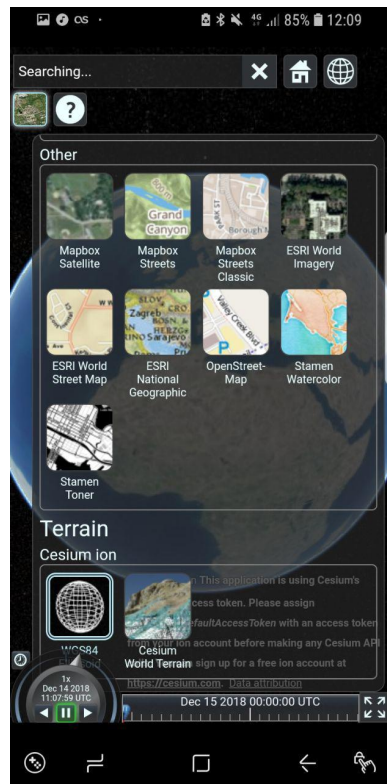 85% 12:09
Searching...
?
Other
Mapbox Satellite
Mapbox Streets
Mapbox Streets Classic
ESRI World Imagery
Grand Canyon
PARK ST
ESRI World Street Map
ESRI National Geographic
OpenStreet-Map
Stamen Watercolor
Zagreb
Sarajevo
Valley Creek Blvd
P
Stamen Toner
Terrain
Cesium ion
This application is using Cesium's
cess token. Please assign
efaultAccessToken with an access token
from your ion account before making any Cesium API
sign up for a free ion account at
https://cesium.com. Data attribution
WGS84
Cesium World Terrain
1x
Dec 14 2018
11:07:59 UTC
Dec 15 2018 00:00:00 UTC